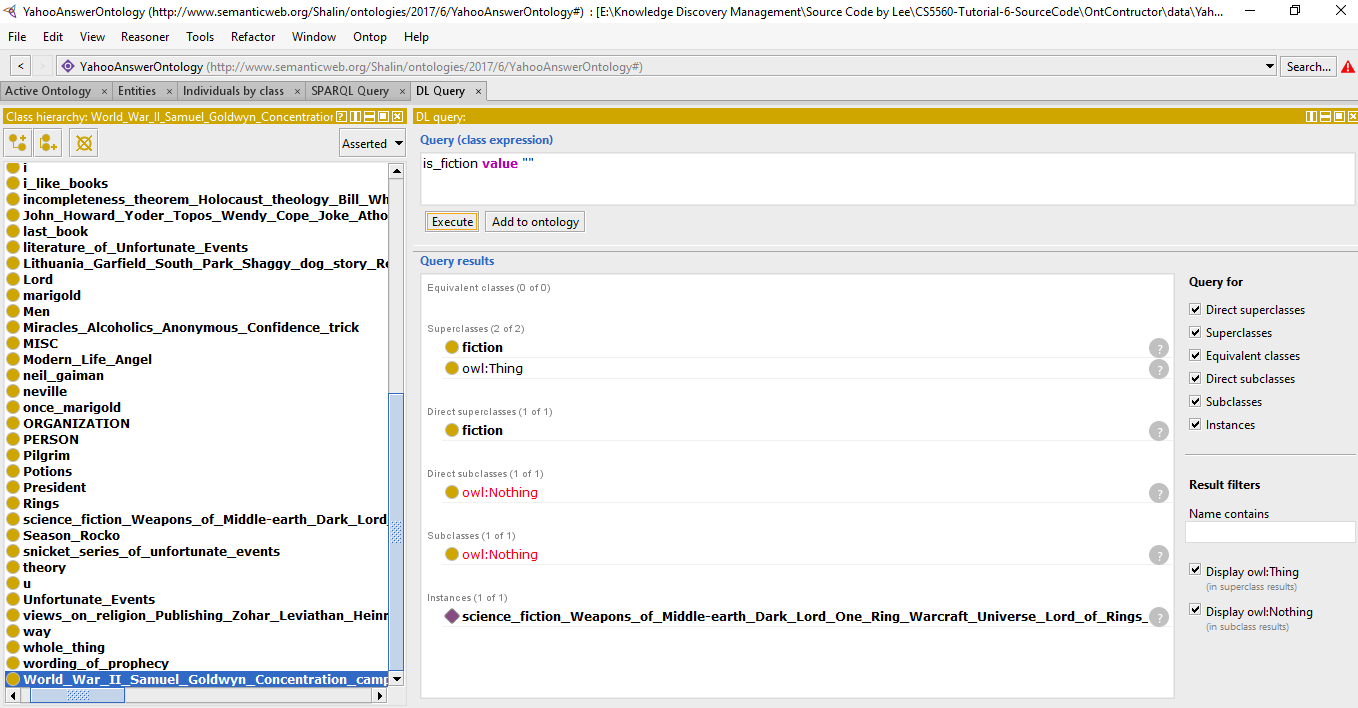 YahooAnswerOntology (http://www.semanticweb.org/Shalin/ontologies/2017/6/YahooAnswerOntology#) : [E:\Knowledge Discovery Management\Source Code by Lee\CS5560-Tutorial-6-SourceCode\OntContructor\data\Yah...
File Edit View Reasoner Tools Refactor Window Ontop Help
< > YahooAnswerOntology (http://www.semanticweb.org/Shalin/ontologies/2017/6/YahooAnswerOntology#) Search...
Active Ontology × Entities × Individuals by class × SPARQL Query × DL Query ×
Class hierarchy: World_War_II_Samuel_Goldwyn_Concentration
Asserted
i
i_like_books
incompleteness_theorem_Holocaust_theology_Bill_Wh
John_Howard_Yoder_Topos_Wendy_Cope_Joke_Atho
last_book
literature_of_Unfortunate_Events
Lithuania_Garfield_South_Park_Shaggy_dog_story_Re
Lord
marigold
Men
Miracles_Alcoholics_Anonymous_Confidence_trick
MISC
Modern_Life_Angel
neil_gaiman
neville
once_marigold
ORGANIZATION
PERSON
Pilgrim
Potions
President
Rings
science_fiction_Weapons_of_Middle-earth_Dark_Lord_
Season_Rocko
snicket_series_of_unfortunate_events
theory
u
Unfortunate_Events
views_on_religion_Publishing_Zohar_Leviathan_Heinr
way
whole_thing
wording_of_prophecy
World_War_II_Samuel_Goldwyn_Concentration_camp
DL query:
Query (class expression)
is_fiction value ""
Execute Add to ontology
Query results
Equivalent classes (0 of 0)
Superclasses (2 of 2)
fiction ?
owl:Thing ?
Direct superclasses (1 of 1)
fiction ?
Direct subclasses (1 of 1)
owl:Nothing ?
Subclasses (1 of 1)
owl:Nothing ?
Instances (1 of 1)
science_fiction_Weapons_of_Middle-earth_Dark_Lord_One_Ring_Warcraft_Universe_Lord_of_Rings_ ?
Query for
Direct superclasses
Superclasses
Equivalent classes
Direct subclasses
Subclasses
Instances
Result filters
Name contains
Display owl:Thing
(in superclass results)
Display owl:Nothing
(in subclass results)